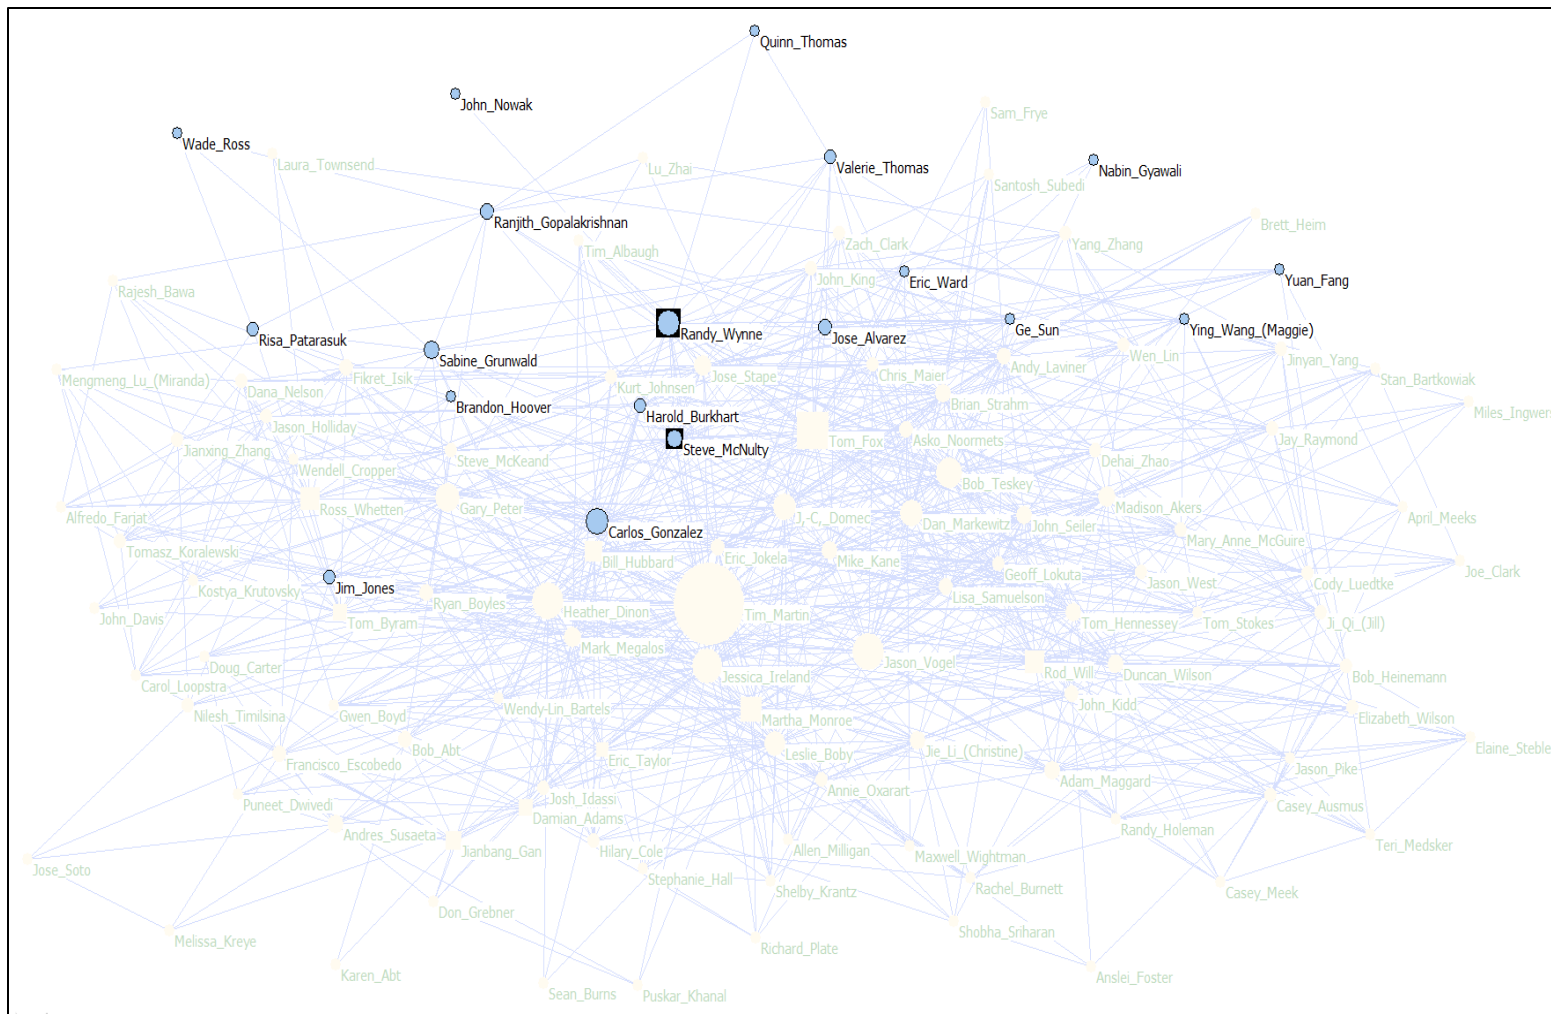 Quinn_Thomas
John_Nowak
Sam_Frye
Wade_Ross
Laura_Townsend
Lu_Zhai
Valerie_Thomas
Nabin_Gyawali
Santosh_Subedi
Ranjith_Gopalakrishnan
Brett_Heim
Tim_Albaugh
Zach_Clark
Yang_Zhang
John_King
Eric_Ward
Yuan_Fang
Rajesh_Bawa
Randy_Wynne
Jose_Alvarez
Ge_Sun
Ying_Wang_(Maggie)
Risa_Patarasuk
Sabine_Grunwald
Wen_Lin
Jinyan_Yang
Mengmeng_Lu_(Miranda)
Dana_Nelson
Fikret_Isik
Kurt_Johnsen
Jose_Stape
Chris_Maier
Andy_Laviner
Stan_Bartkowiak
Brandon_Hoover
Harold_Burkhart
Brian_Strahm
Miles_Ingwers
Jason_Holliday
Jianxing_Zhang
Steve_McNulty
Tom_Fox
Asko_Noormets
Jay_Raymond
Wendell_Cropper
Steve_McKeand
Dehai_Zhao
Bob_Teskey
Ross_Whetten
Gary_Peter
J,-C,_Domec
Dan_Markewitz
John_Seiler
Madison_Akers
Alfredo_Farjat
April_Meeks
Carlos_Gonzalez
Mary_Anne_McGuire
Tomasz_Koralewski
Bill_Hubbard
Eric_Jokela
Mike_Kane
Geoff_Lokuta
Jason_West
Cody_Luedtke
Joe_Clark
Kostya_Krutovsky
Jim_Jones
Lisa_Samuelson
John_Davis
Tom_Byram
Ryan_Boyles
Heather_Dinon
Tim_Martin
Tom_Hennessey
Tom_Stokes
Ji_Qi_(Jill)
Mark_Megalos
Doug_Carter
Carol_Loopstra
Jessica_Ireland
Jason_Vogel
Rod_Will
Duncan_Wilson
Bob_Heinemann
Nilesh_Timilsina
Gwen_Boyd
Wendy-Lin_Bartels
Martha_Monroe
John_Kidd
Elizabeth_Wilson
Francisco_Escobedo
Bob_Abt
Eric_Taylor
Leslie_Boby
Jie_Li_(Christine)
Jason_Pike
Elaine_Steble
Puneet_Dwivedi
Josh_Idassi
Annie_Oxarart
Adam_Maggard
Casey_Ausmus
Andres_Susaeta
Damian_Adams
Randy_Holeman
Jianbang_Gan
Hilary_Cole
Allen_Milligan
Maxwell_Wightman
Teri_Medsker
Jose_Soto
Stephanie_Hall
Shelby_Krantz
Rachel_Burnett
Casey_Meek
Don_Grebner
Melissa_Kreye
Richard_Plate
Shobha_Sriharan
Karen_Abt
Sean_Burns
Puskar_Khanal
Anslei_Foster